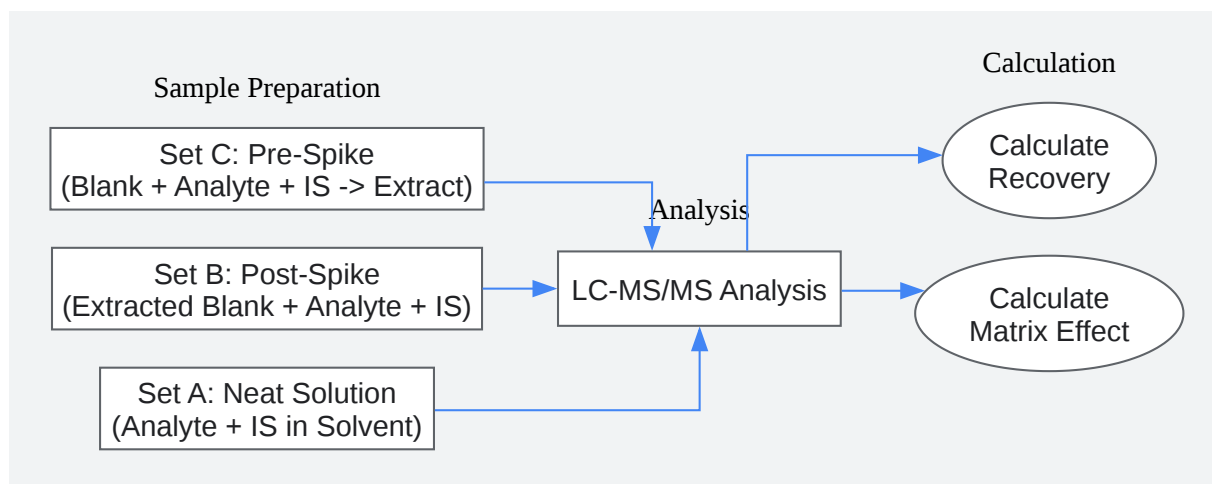 Sample Preparation
Set C: Pre-Spike
(Blank + Analyte + IS -> Extract)
Set B: Post-Spike
(Extracted Blank + Analyte + IS)
Set A: Neat Solution
(Analyte + IS in Solvent)
Analysis
LC-MS/MS Analysis
Calculation
Calculate
Recovery
Calculate
Matrix Effect